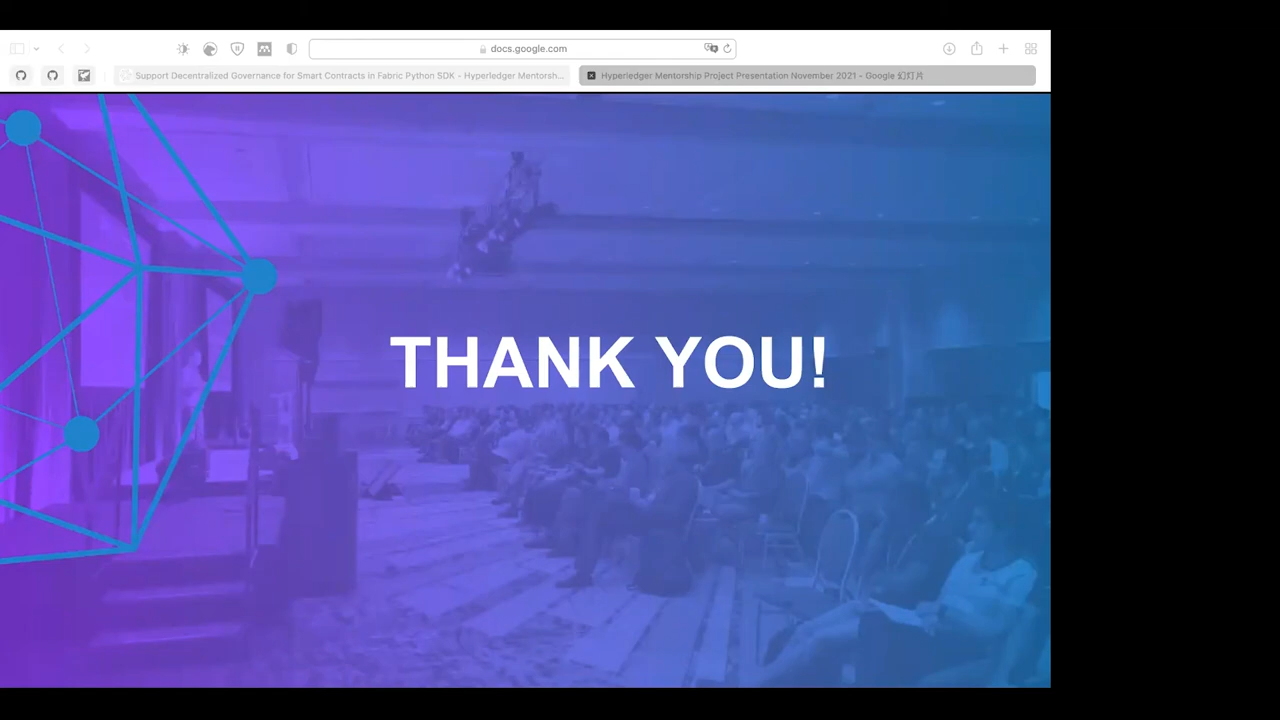 docs.google.com
Support Decentralized Governance for Smart Contracts in Fabric Python SDK - Hyperledger Mentorsh...
Hyperledger Mentorship Project Presentation November 2021 - Google 幻灯片
THANK YOU!